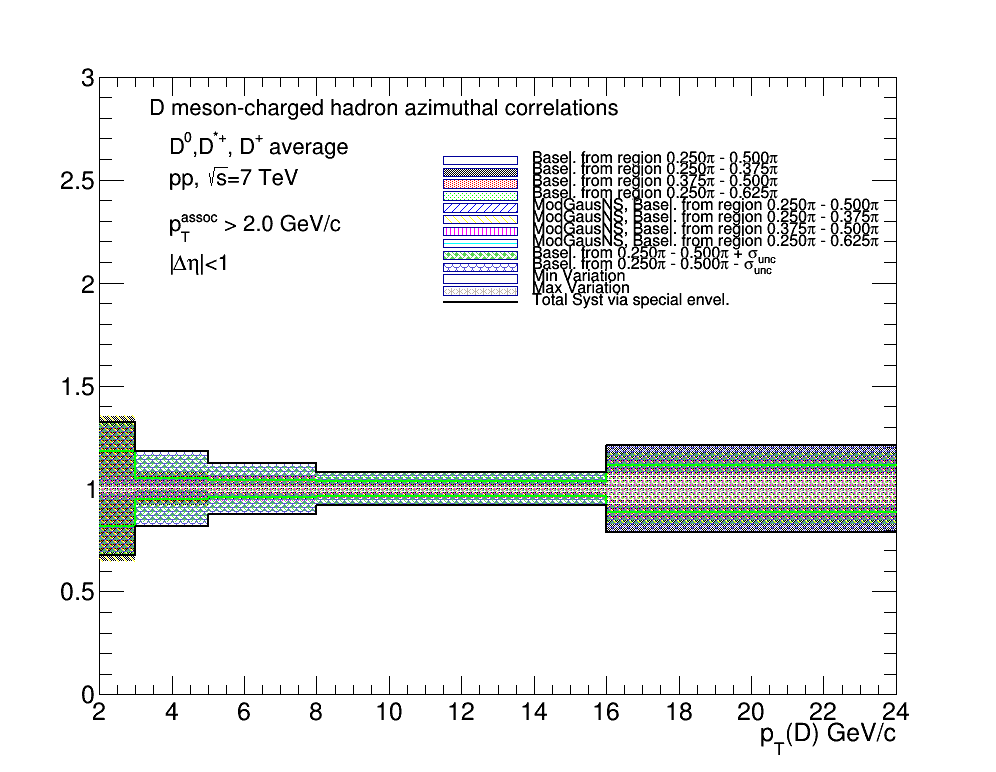 3
D meson-charged hadron azimuthal correlations
D⁰,D*⁺, D⁺ average
pp, √s=7 TeV
p_T^assoc > 2.0 GeV/c
|Δη|<1
Basel. from region 0.250π - 0.500π
Basel. from region 0.250π - 0.375π
Basel. from region 0.375π - 0.500π
Basel. from region 0.250π - 0.625π
ModGausNS, Basel. from region 0.250π - 0.500π
ModGausNS, Basel. from region 0.250π - 0.375π
ModGausNS, Basel. from region 0.375π - 0.500π
ModGausNS, Basel. from region 0.250π - 0.625π
Basel. from 0.250π - 0.500π + σ_unc
Basel. from 0.250π - 0.500π - σ_unc
Min Variation
Max Variation
Total Syst via special envel.
2.5
2
1.5
1
0.5
0
2 4 6 8 10 12 14 16 18 20 22 24
p_T(D) GeV/c